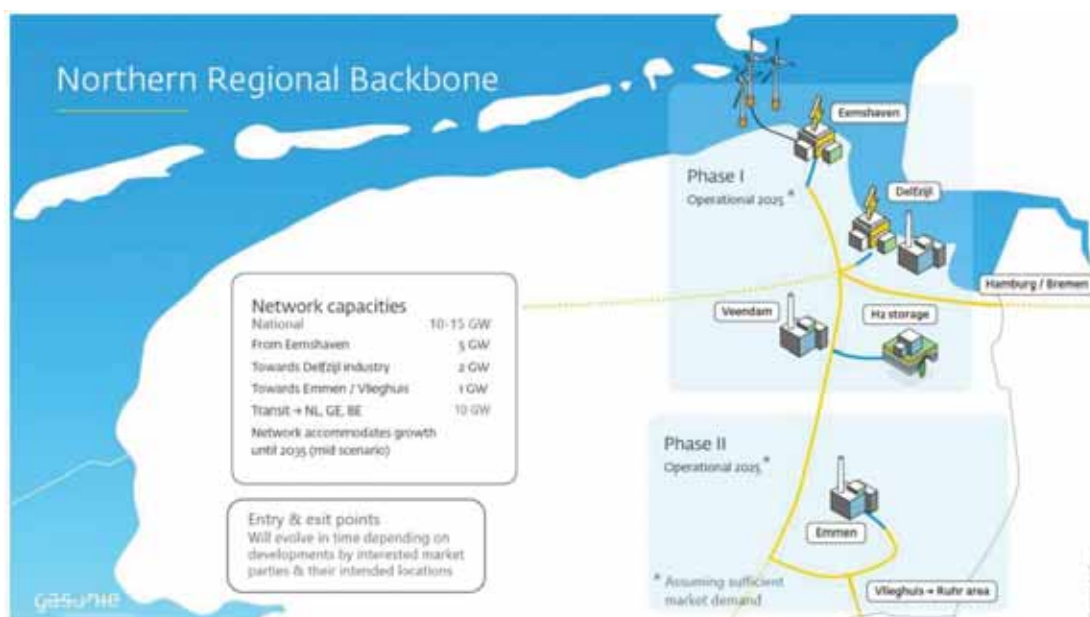 Northern Regional Backbone
Eemshaven
Phase I
Operational 2025 *
Delfzijl
Hamburg / Bremen
Veendam
H2 storage
Network capacities
National 10-15 GW
From Eemshaven 5 GW
Towards Delfzijl industry 2 GW
Towards Emmen / Vlieghuis 1 GW
Transit → NL, GE, BE 10 GW
Network accommodates growth
until 2035 (mid scenario)
Phase II
Operational 2025 *
Emmen
Entry & exit points
Will evolve in time depending on
developments by interested market
parties & their intended locations
* Assuming sufficient
market demand
Vlieghuis → Ruhr area
gasunie